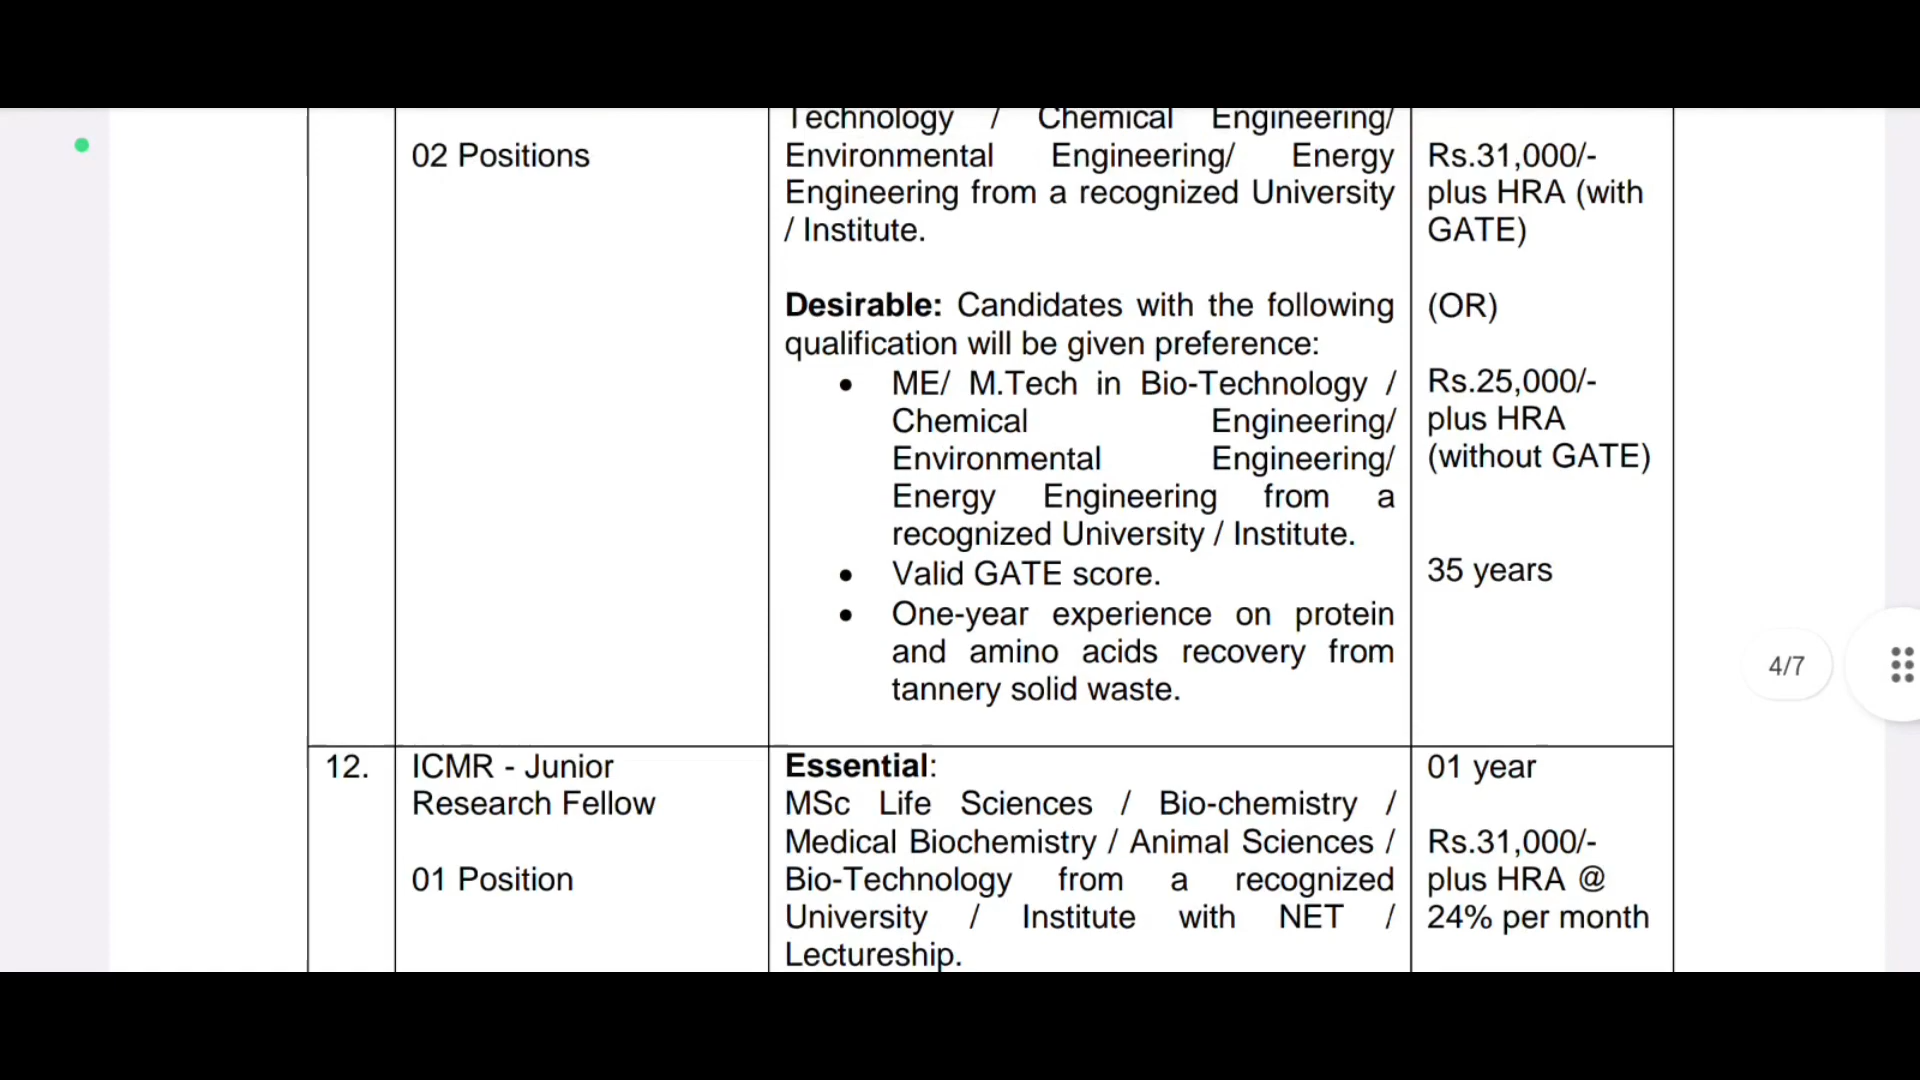 02 Positions
Technology / Chemical Engineering/
Environmental Engineering/ Energy
Engineering from a recognized University
/ Institute.
Desirable: Candidates with the following
qualification will be given preference:
• ME/ M.Tech in Bio-Technology /
Chemical Engineering/
Environmental Engineering/
Energy Engineering from a
recognized University / Institute.
• Valid GATE score.
• One-year experience on protein
and amino acids recovery from
tannery solid waste.
Rs.31,000/-
plus HRA (with
GATE)
(OR)
Rs.25,000/-
plus HRA
(without GATE)
35 years
4/7
12.
ICMR - Junior
Research Fellow
01 Position
Essential:
MSc Life Sciences / Bio-chemistry /
Medical Biochemistry / Animal Sciences /
Bio-Technology from a recognized
University / Institute with NET /
Lectureship.
01 year
Rs.31,000/-
plus HRA @
24% per month